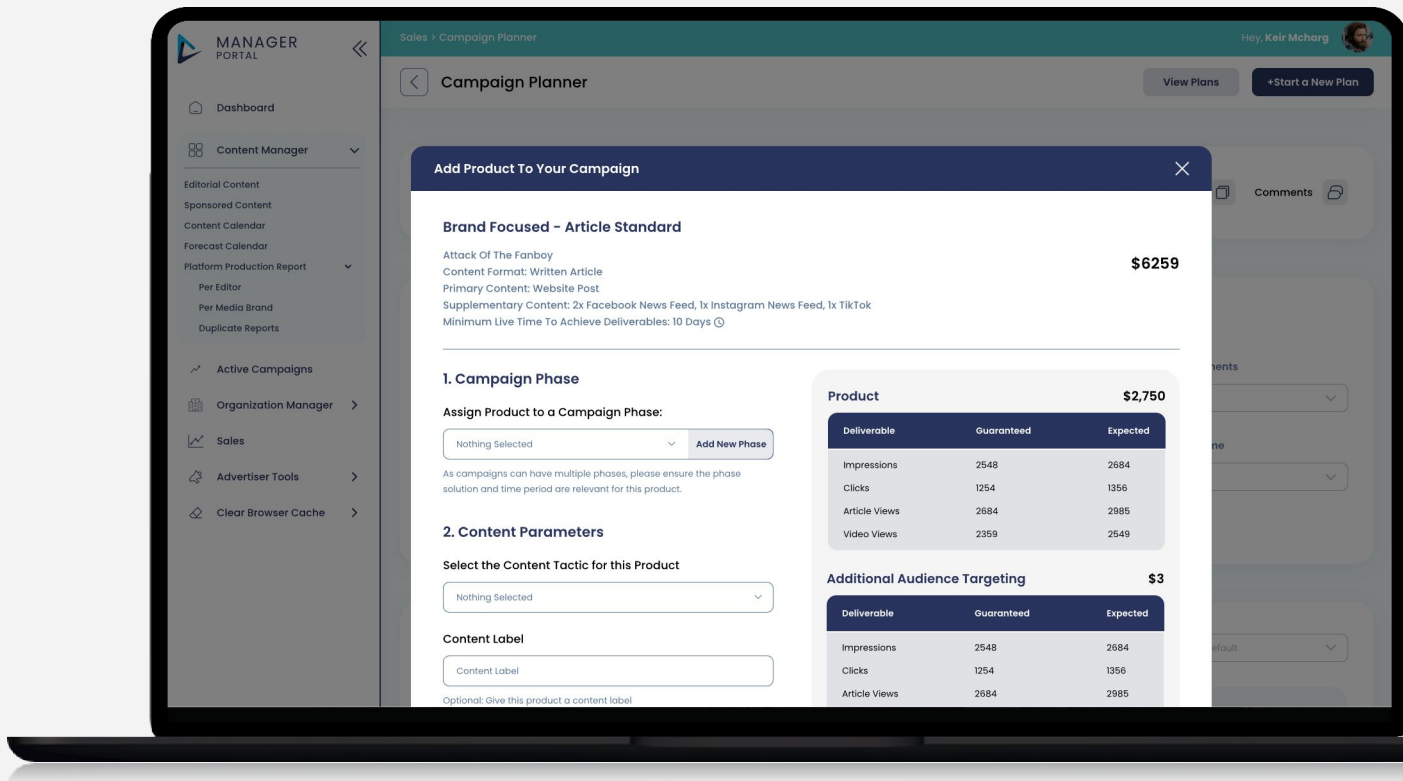 MANAGER
PORTAL
Sales > Campaign Planner
Hey, Keir Mcharg
Campaign Planner
View Plans
+Start a New Plan
Dashboard
Content Manager
Editorial Content
Sponsored Content
Content Calendar
Forecast Calendar
Platform Production Report
Per Editor
Per Media Brand
Duplicate Reports
Active Campaigns
Organization Manager
Sales
Advertiser Tools
Clear Browser Cache
Comments
Add Product To Your Campaign
Brand Focused - Article Standard
Attack Of The Fanboy
Content Format: Written Article
Primary Content: Website Post
Supplementary Content: 2x Facebook News Feed, 1x Instagram News Feed, 1x TikTok
Minimum Live Time To Achieve Deliverables: 10 Days
$6259
1. Campaign Phase
Assign Product to a Campaign Phase:
Nothing Selected
Add New Phase
As campaigns can have multiple phases, please ensure the phase
solution and time period are relevant for this product.
2. Content Parameters
Select the Content Tactic for this Product
Nothing Selected
Content Label
Content Label
Optional: Give this product a content label
Product $2,750
Deliverable Guaranteed Expected
Impressions 2548 2684
Clicks 1254 1356
Article Views 2684 2985
Video Views 2359 2549
Additional Audience Targeting $3
Deliverable Guaranteed Expected
Impressions 2548 2684
Clicks 1254 1356
Article Views 2684 2985